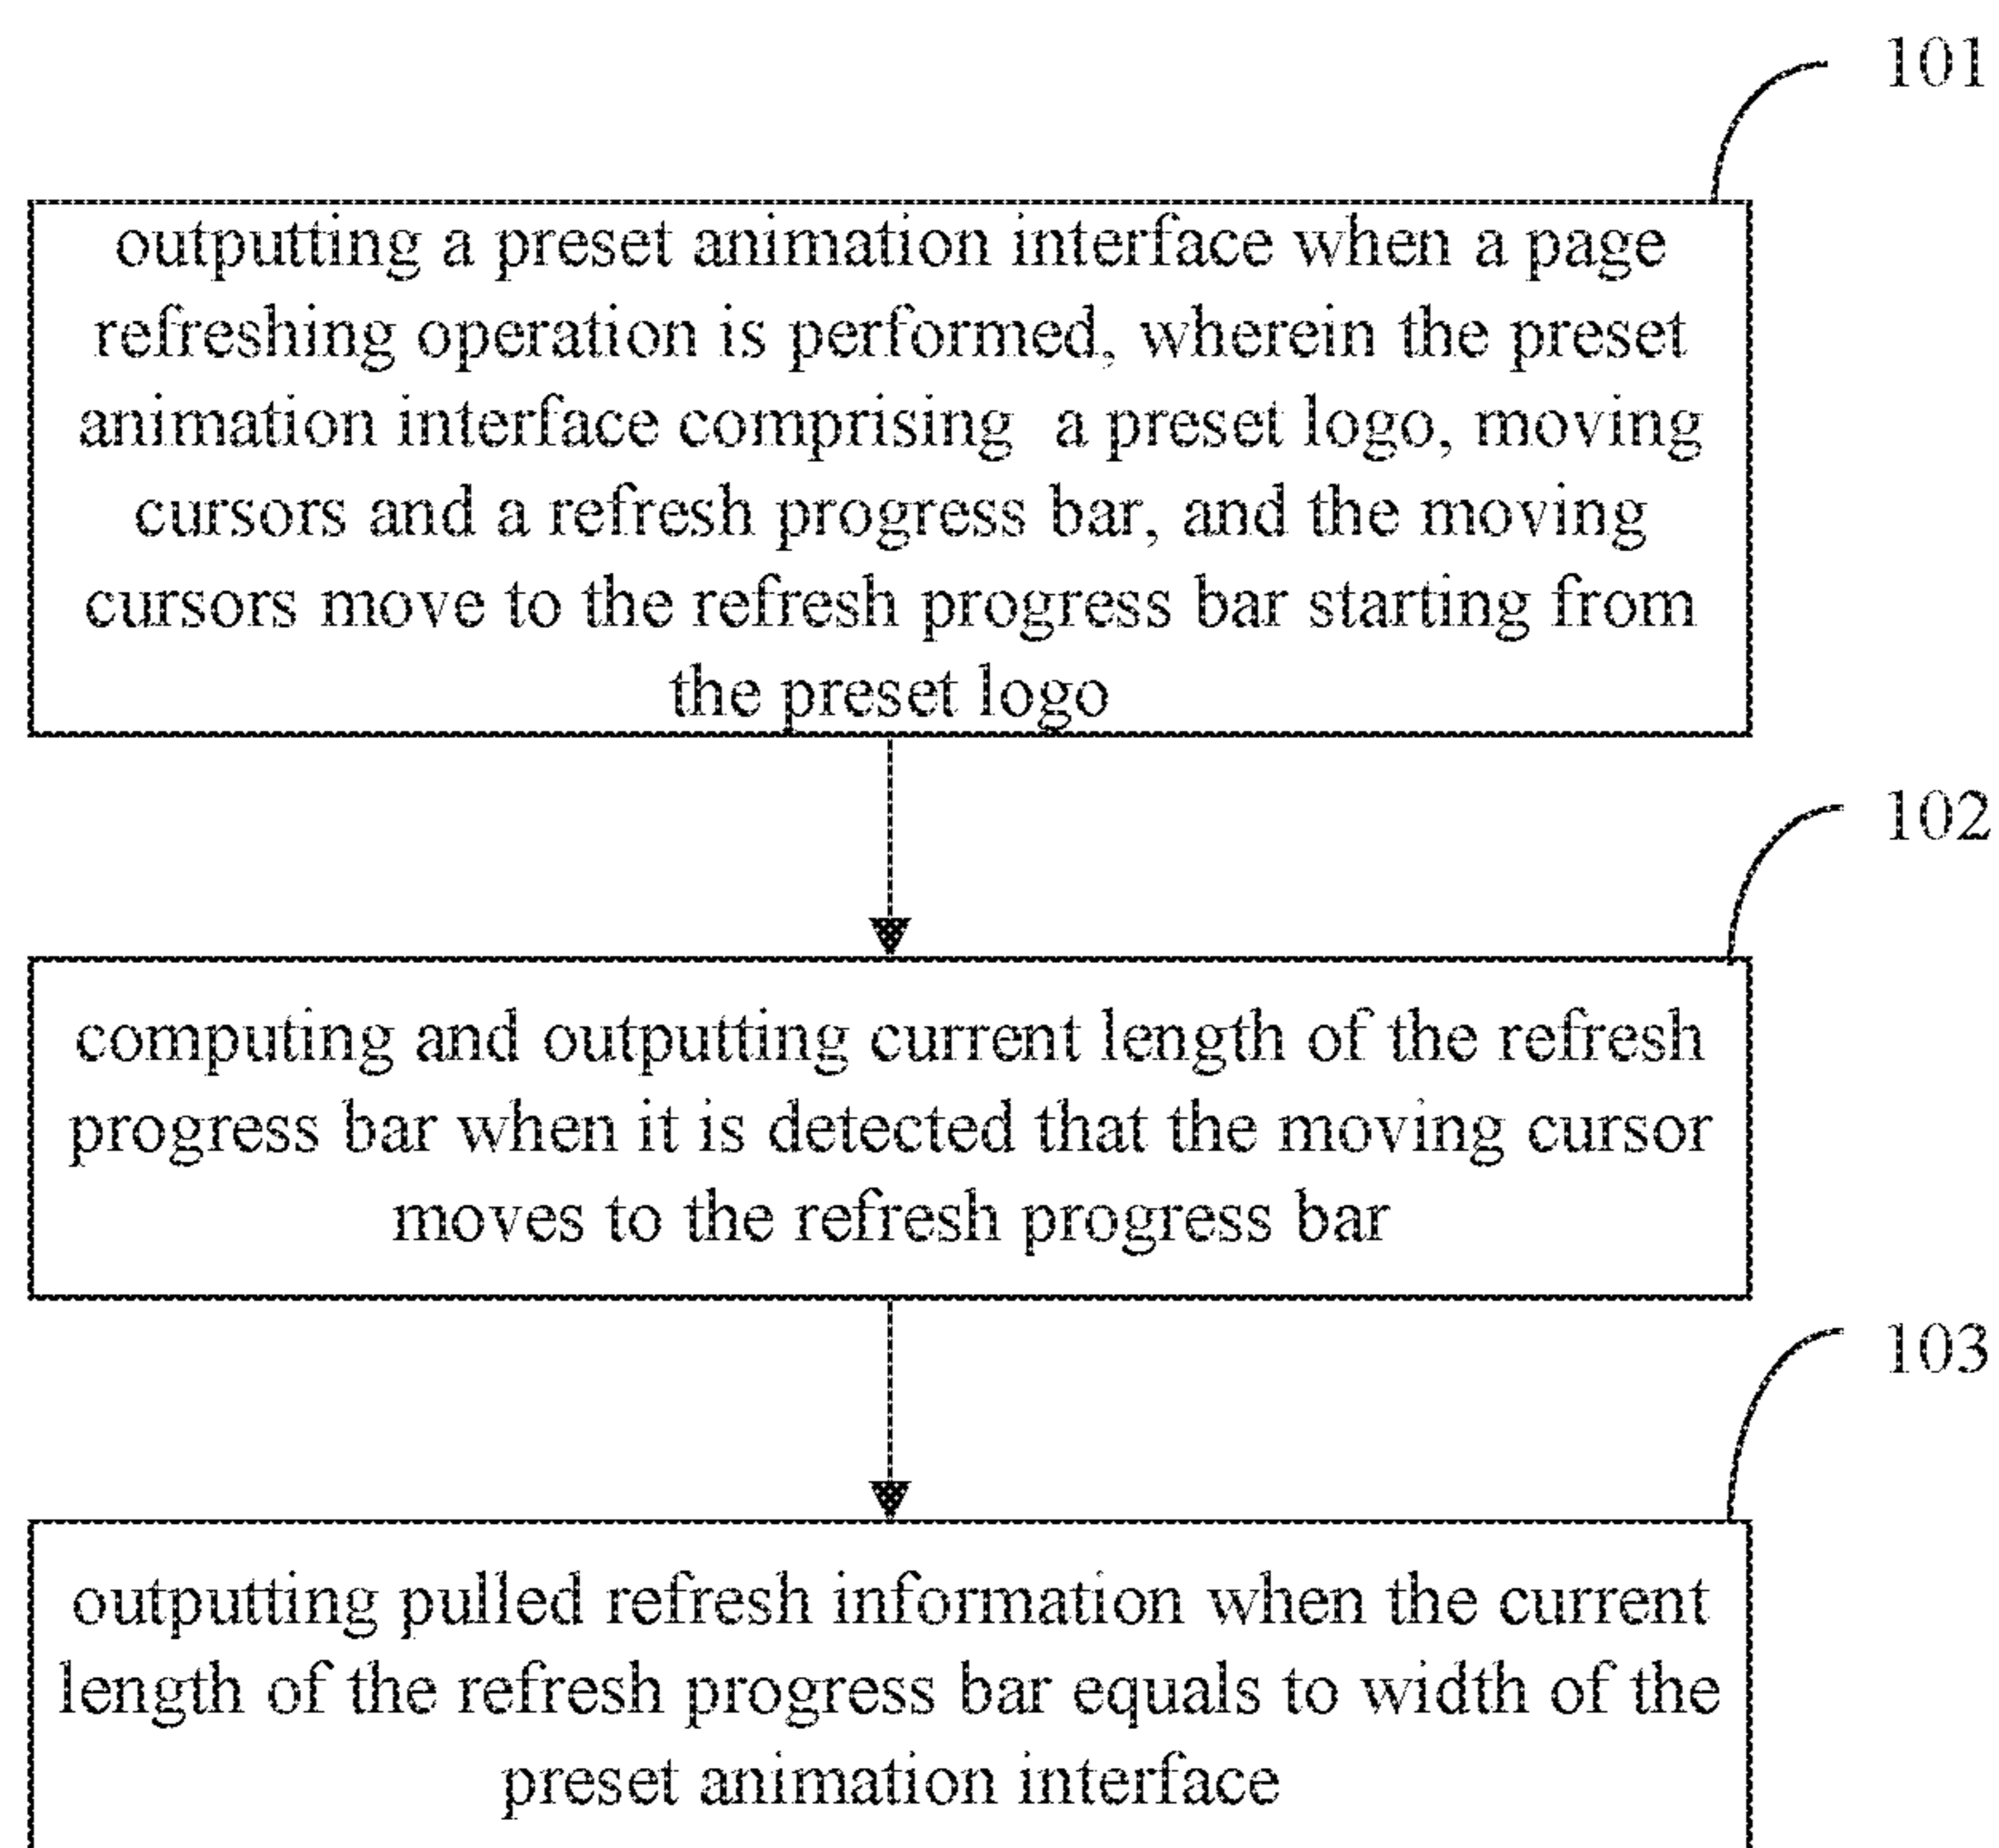 101
outputting a preset animation interface when a page
refreshing operation is performed, wherein the preset
animation interface comprising a preset logo, moving
cursors and a refresh progress bar, and the moving
cursors move to the refresh progress bar starting from
the preset logo
102
computing and outputting current length of the refresh
progress bar when it is detected that the moving cursor
moves to the refresh progress bar
103
outputting pulled refresh information when the current
length of the refresh progress bar equals to width of the
preset animation interface